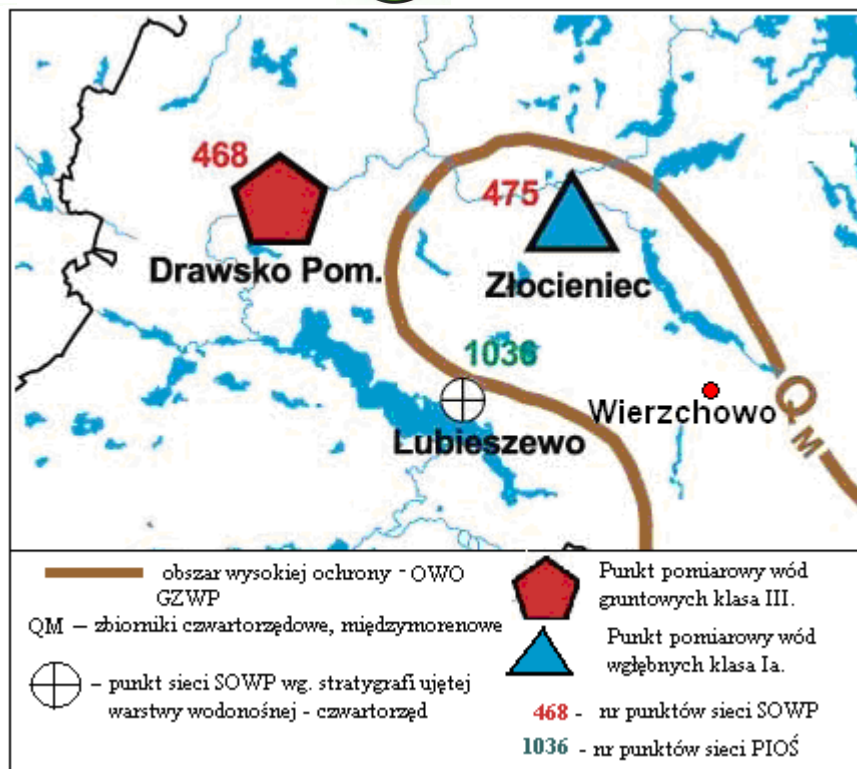 468
475
Drawsko Pom.
Złocieniec
1036
Wierzchowo
Lubieszewo
QM
obszar wysokiej ochrony - OWO
GZWP
QM – zbiorniki czwartorzędowe, międzymorenowe
– punkt sieci SOWP wg. stratygrafi ujętej
warstwy wodonośnej - czwartorzęd
Punkt pomiarowy wód
gruntowych klasa III.
Punkt pomiarowy wód
wgłębnych klasa Ia.
468 - nr punktów sieci SOWP
1036 - nr punktów sieci PIOŚ